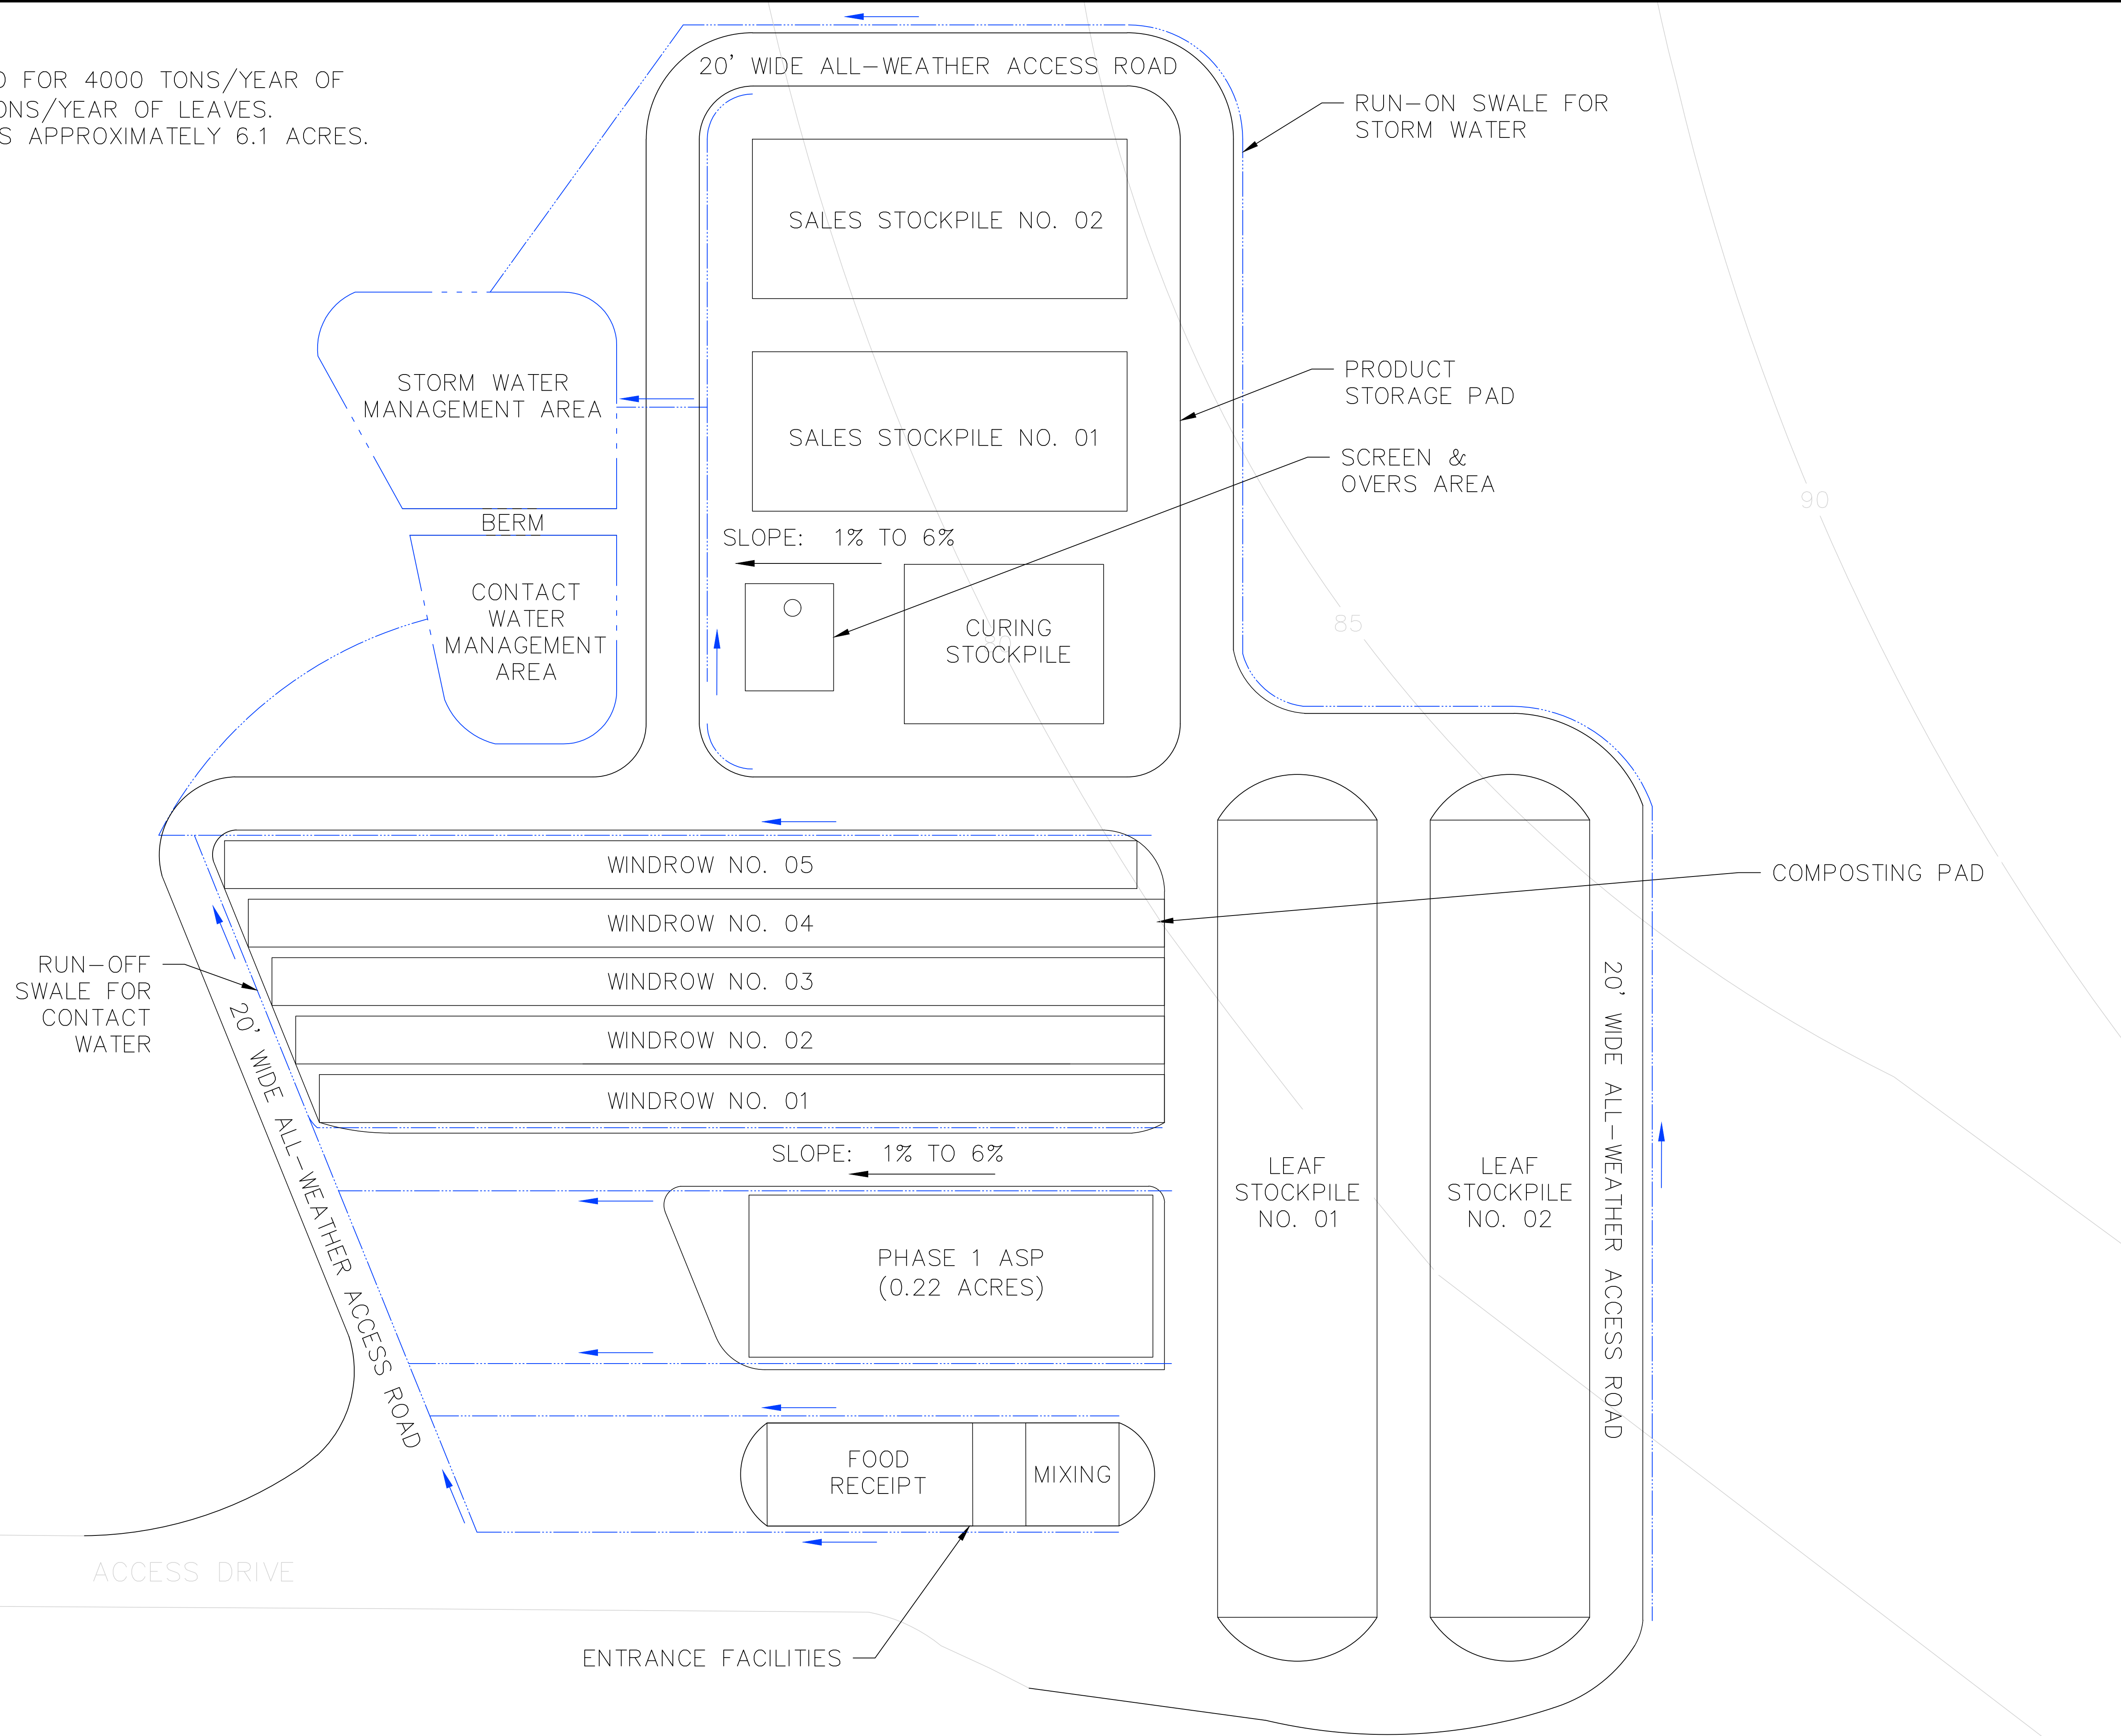 D FOR 4000 TONS/YEAR OF
ONS/YEAR OF LEAVES.
S APPROXIMATELY 6.1 ACRES.
20' WIDE ALL-WEATHER ACCESS ROAD
RUN-ON SWALE FOR
STORM WATER
SALES STOCKPILE NO. 02
STORM WATER
MANAGEMENT AREA
PRODUCT
STORAGE PAD
SALES STOCKPILE NO. 01
SCREEN &
OVERS AREA
90
BERM
SLOPE: 1% TO 6%
CONTACT
WATER
MANAGEMENT
AREA
CURING
STOCKPILE
85
WINDROW NO. 05
COMPOSTING PAD
WINDROW NO. 04
RUN-OFF
SWALE FOR
CONTACT
WATER
WINDROW NO. 03
WINDROW NO. 02
WINDROW NO. 01
20' WIDE ALL-WEATHER ACCESS ROAD
20' WIDE ALL-WEATHER ACCESS ROAD
SLOPE: 1% TO 6%
LEAF
STOCKPILE
NO. 01
LEAF
STOCKPILE
NO. 02
PHASE 1 ASP
(0.22 ACRES)
FOOD
RECEIPT
MIXING
ACCESS DRIVE
ENTRANCE FACILITIES